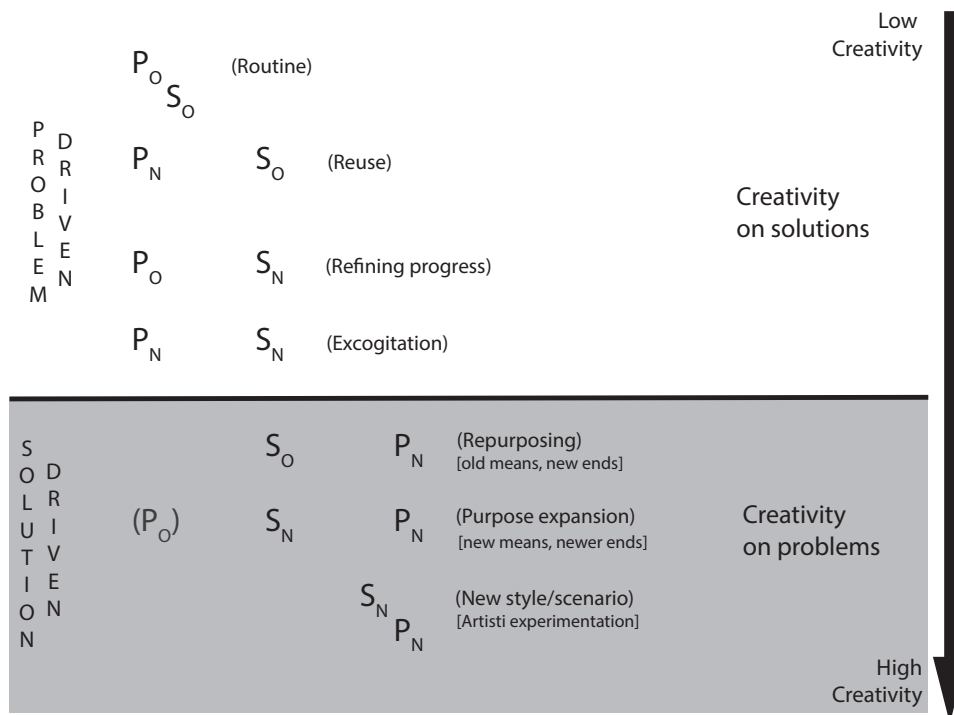 Low
Creativity
P_O
S_O
(Routine)
PROBLEM
DRIVEN
P_N S_O (Reuse)
Creativity
on solutions
P_O S_N (Refining progress)
P_N S_N (Excogitation)
SOLUTION
DRIVEN
S_O P_N (Repurposing)
[old means, new ends]
(P_O) S_N P_N (Purpose expansion)
[new means, newer ends]
Creativity
on problems
S_N
P_N
(New style/scenario)
[Artisti experimentation]
High
Creativity